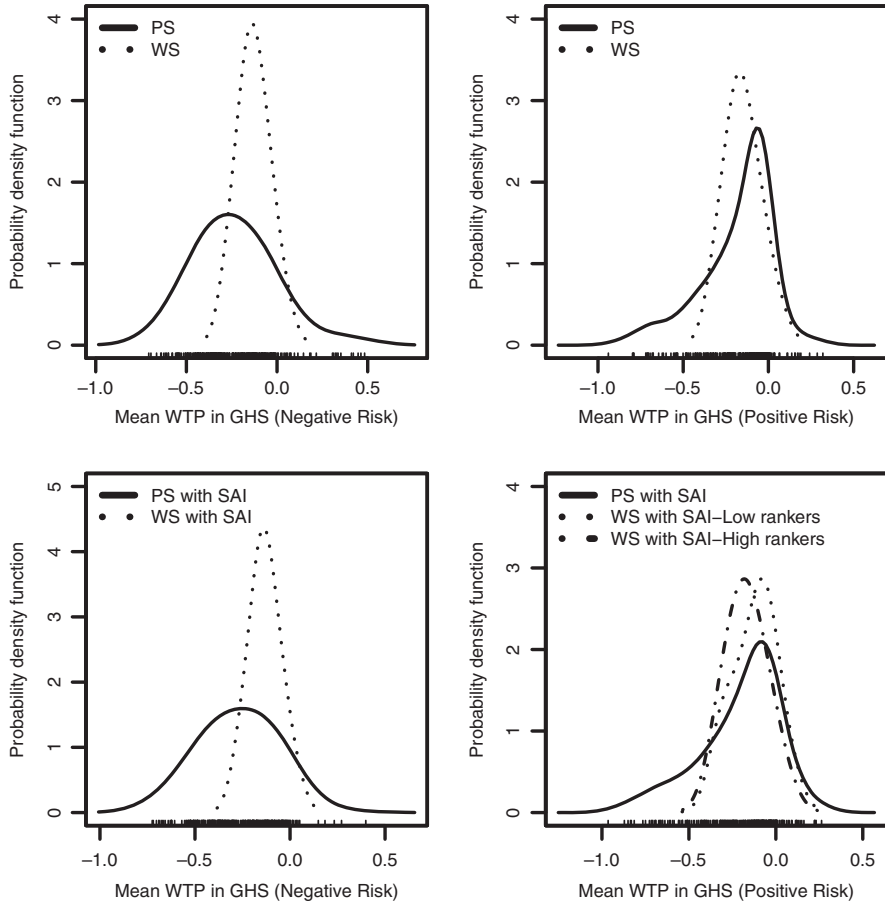 PS
WS
Probability density function
4
3
2
1
0
−1.0 −0.5 0.0 0.5
Mean WTP in GHS (Negative Risk)
PS
WS
Probability density function
4
3
2
1
0
−1.0 −0.5 0.0 0.5
Mean WTP in GHS (Positive Risk)
PS with SAI
WS with SAI
Probability density function
5
4
3
2
1
0
−1.0 −0.5 0.0 0.5
Mean WTP in GHS (Negative Risk)
PS with SAI
WS with SAI−Low rankers
WS with SAI−High rankers
Probability density function
4
3
2
1
0
−1.0 −0.5 0.0 0.5
Mean WTP in GHS (Positive Risk)